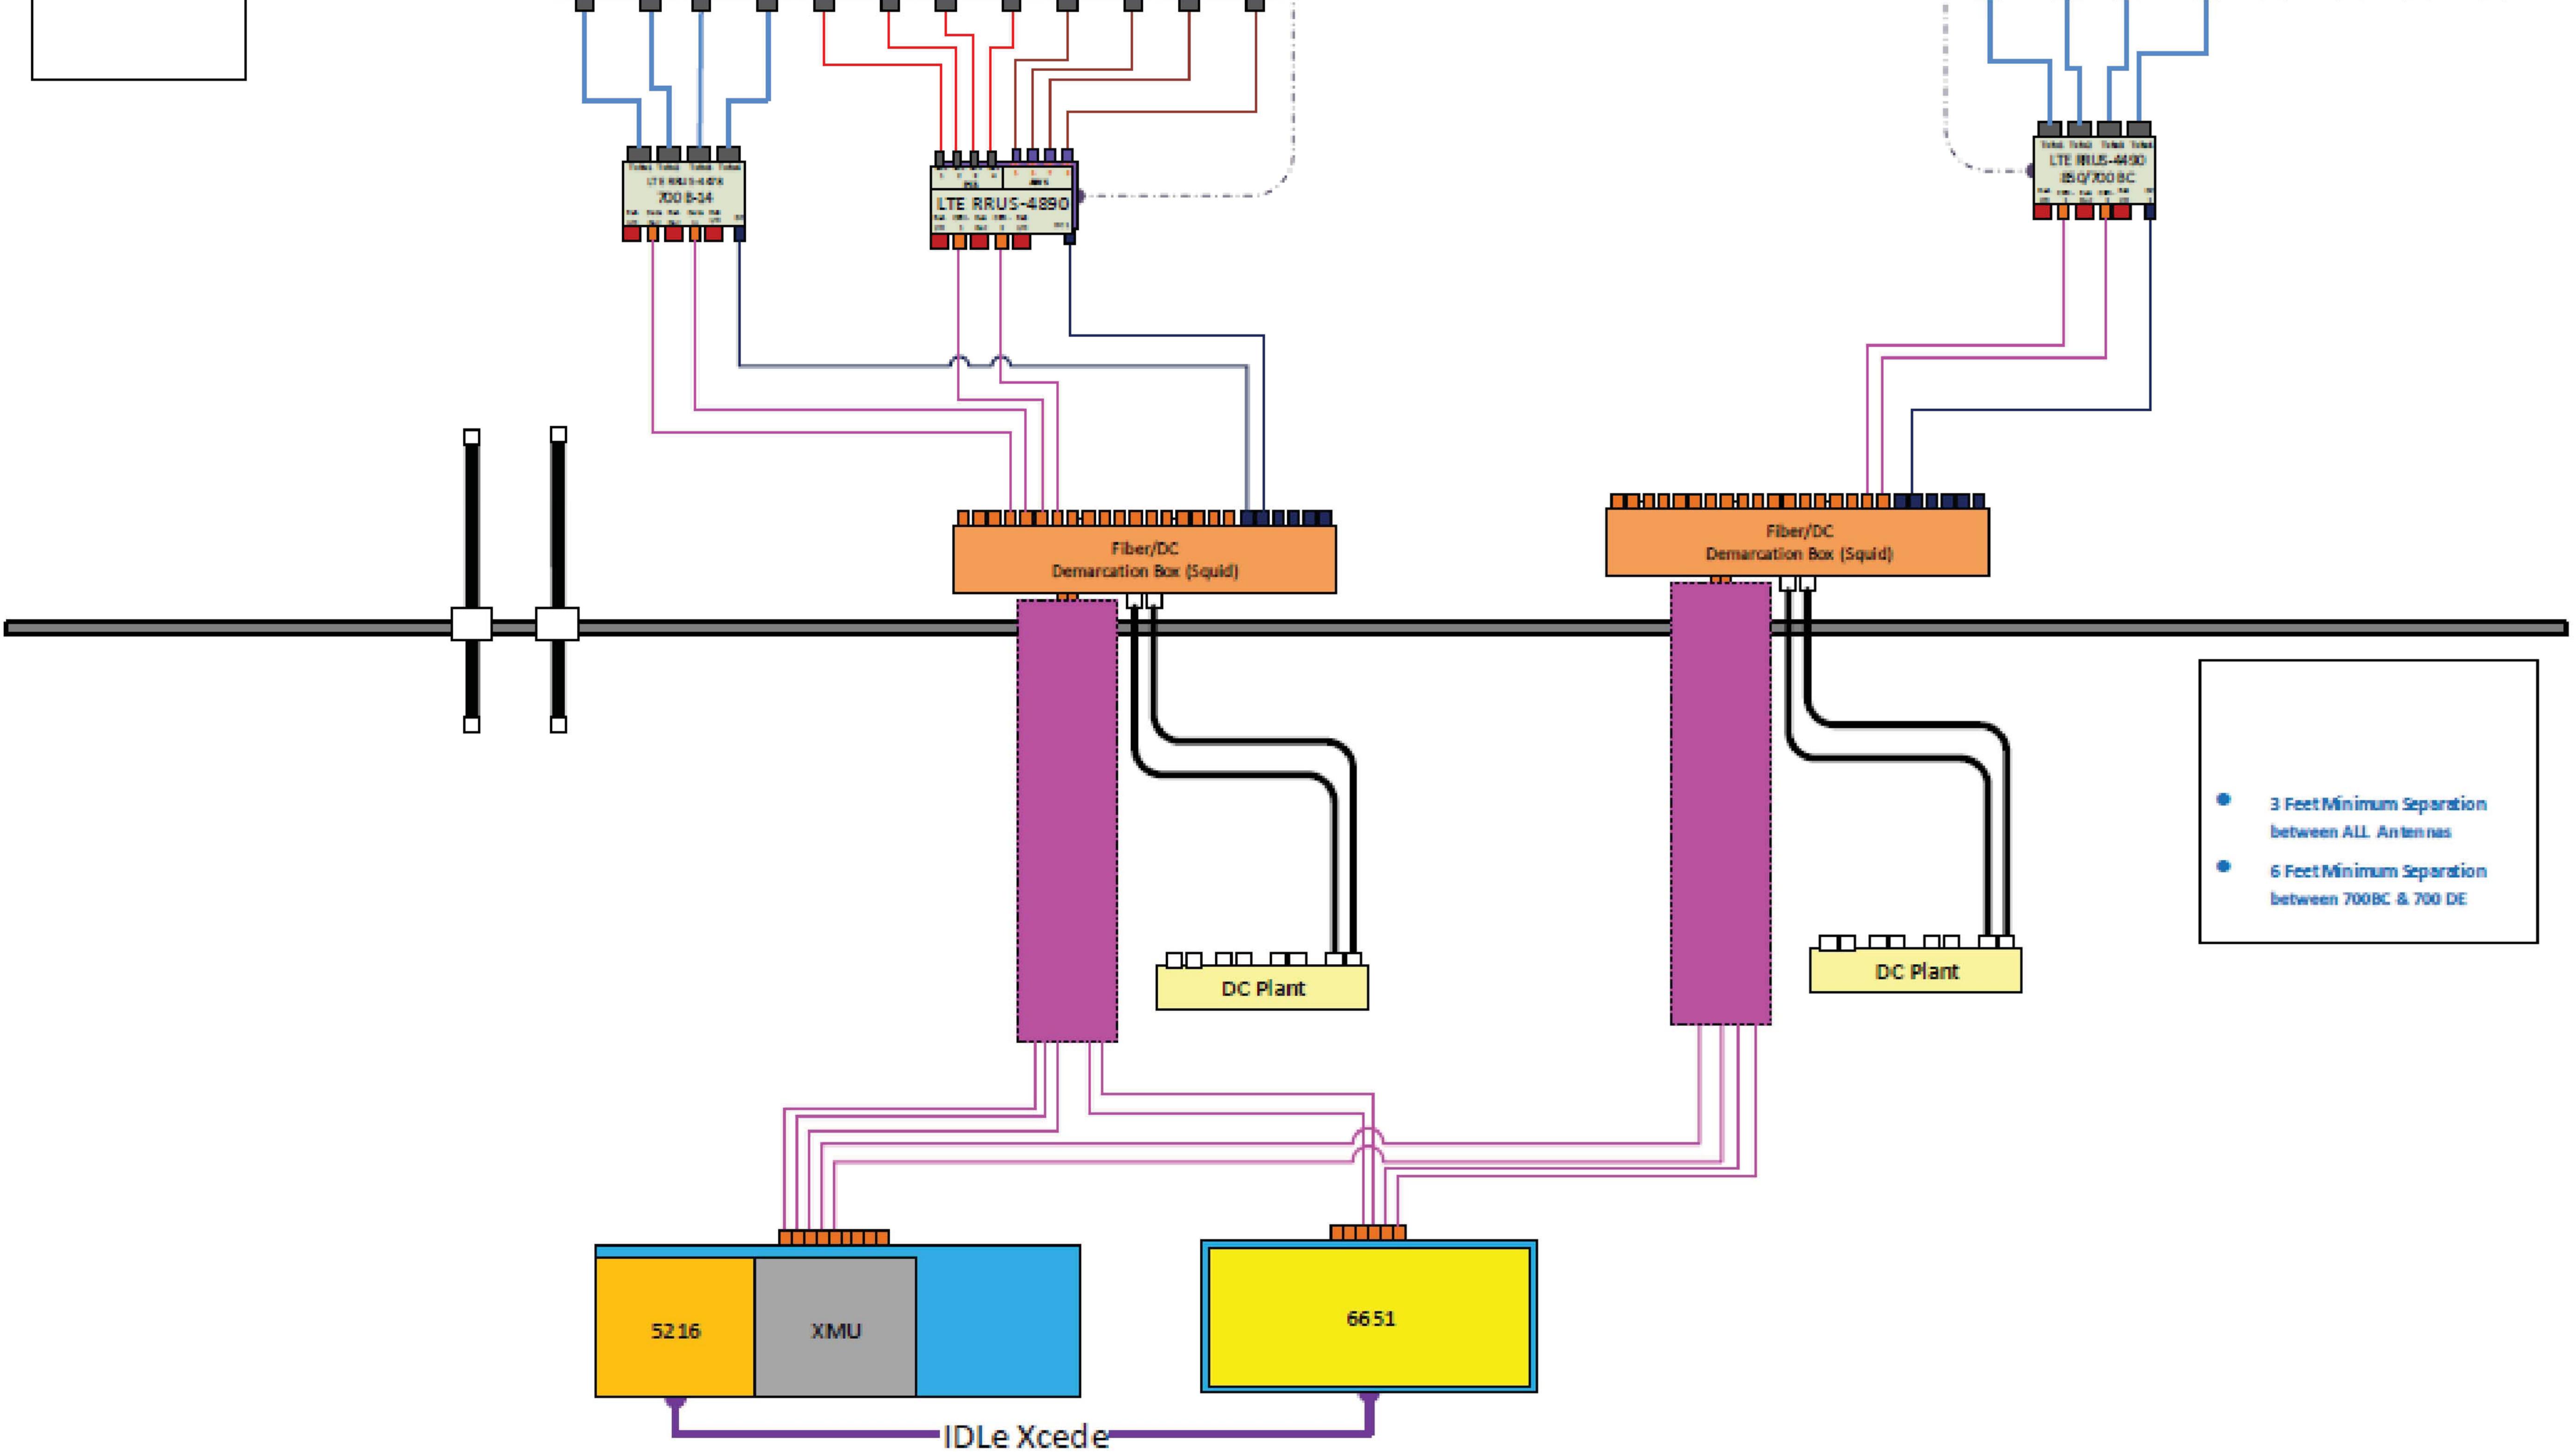 LTE RRUS-4490
850/700 BC
LTE RRUS-4478
700 B-14
LTE RRUS-4890
Fiber/DC
Demarcation Box (Squid)
Fiber/DC
Demarcation Box (Squid)
3 Feet Minimum Separation
between ALL Antennas
6 Feet Minimum Separation
between 700BC & 700 DE
DC Plant
DC Plant
5216
XMU
6651
IDLe Xcede